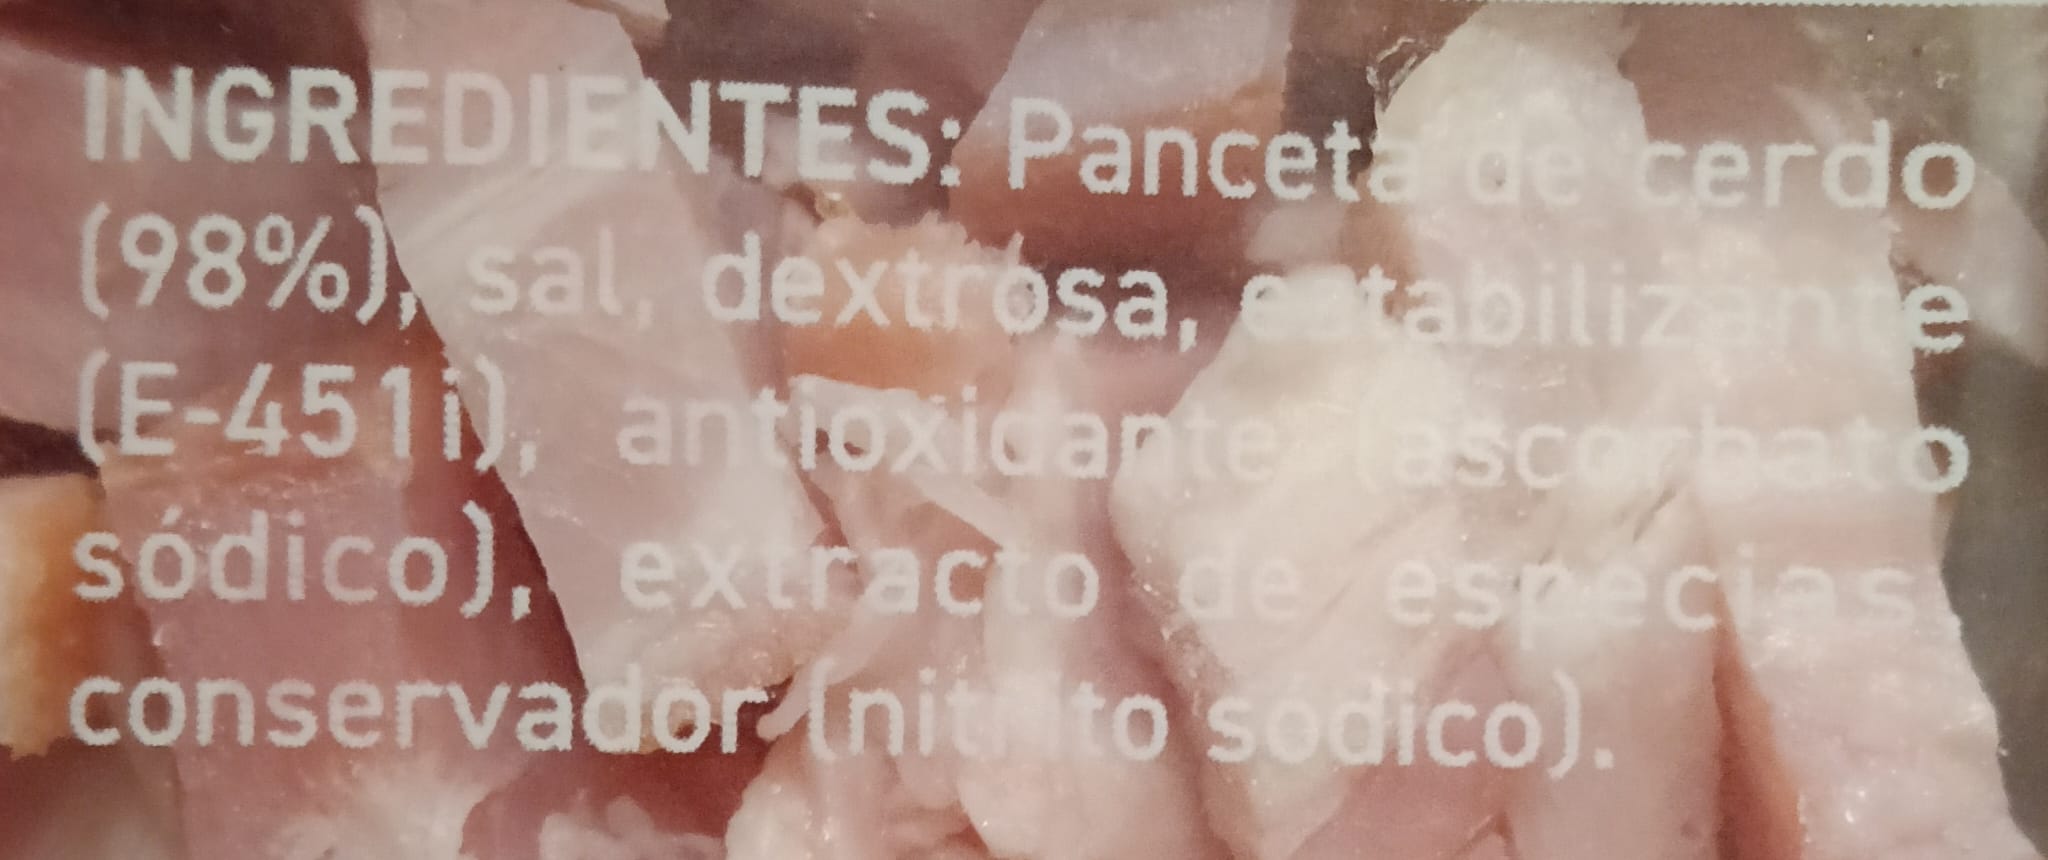 INGREDIENTES: Panceta de cerdo
(98%), sal, dextrosa, estabilizante
(E-451i), antioxidante (ascorbato
sódico), extracto de especias,
conservador (nitrito sódico).